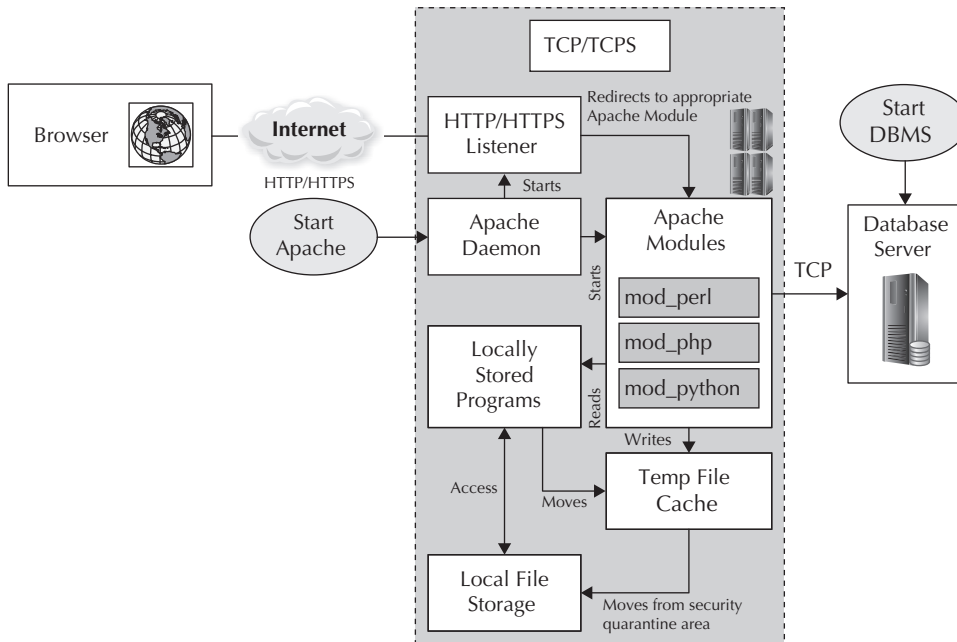 TCP/TCPS
Browser
Internet
HTTP/HTTPS
HTTP/HTTPS
Listener
Redirects to appropriate
Apache Module
Start
DBMS
Starts
Start
Apache
Apache
Daemon
Apache
Modules
Database
Server
TCP
Starts
mod_perl
mod_php
mod_python
Locally
Stored
Programs
Reads
Writes
Access
Moves
Temp File
Cache
Local File
Storage
Moves from security
quarantine area